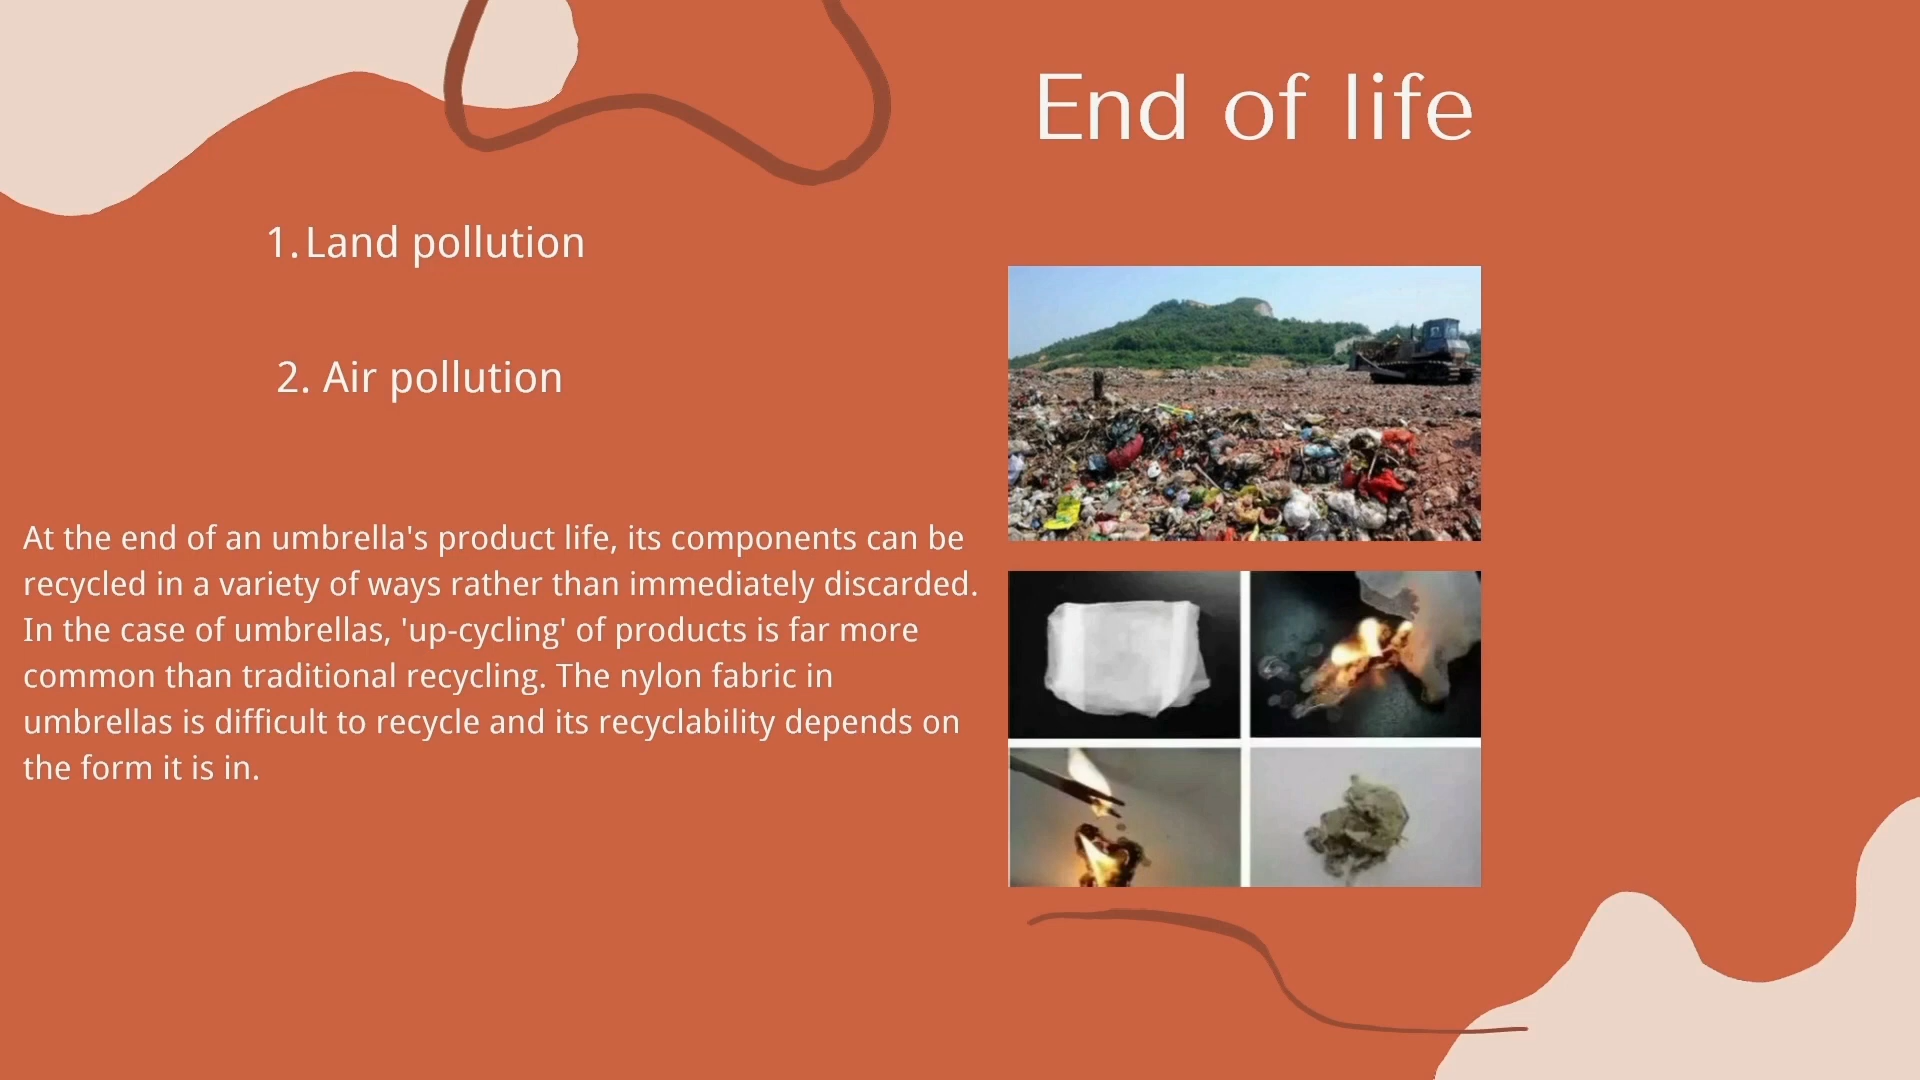 End of life
1. Land pollution
2. Air pollution
At the end of an umbrella's product life, its components can be
recycled in a variety of ways rather than immediately discarded.
In the case of umbrellas, 'up-cycling' of products is far more
common than traditional recycling. The nylon fabric in
umbrellas is difficult to recycle and its recyclability depends on
the form it is in.